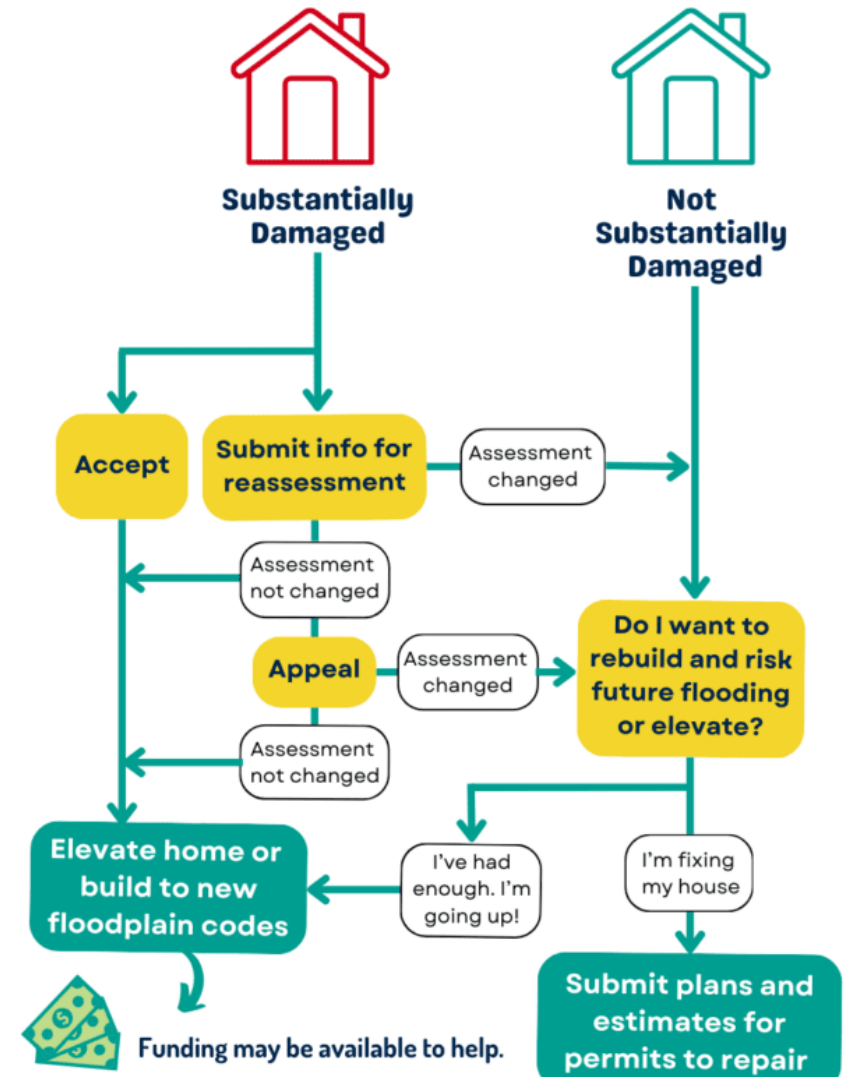 Substantially
Damaged
Not
Substantially
Damaged
Accept
Submit info for
reassessment
Assessment
changed
Assessment
not changed
Appeal
Assessment
changed
Do I want to
rebuild and risk
future flooding
or elevate?
Assessment
not changed
Elevate home or
build to new
floodplain codes
I've had
enough. I'm
going up!
I'm fixing
my house
Submit plans and
estimates for
permits to repair
$
Funding may be available to help.